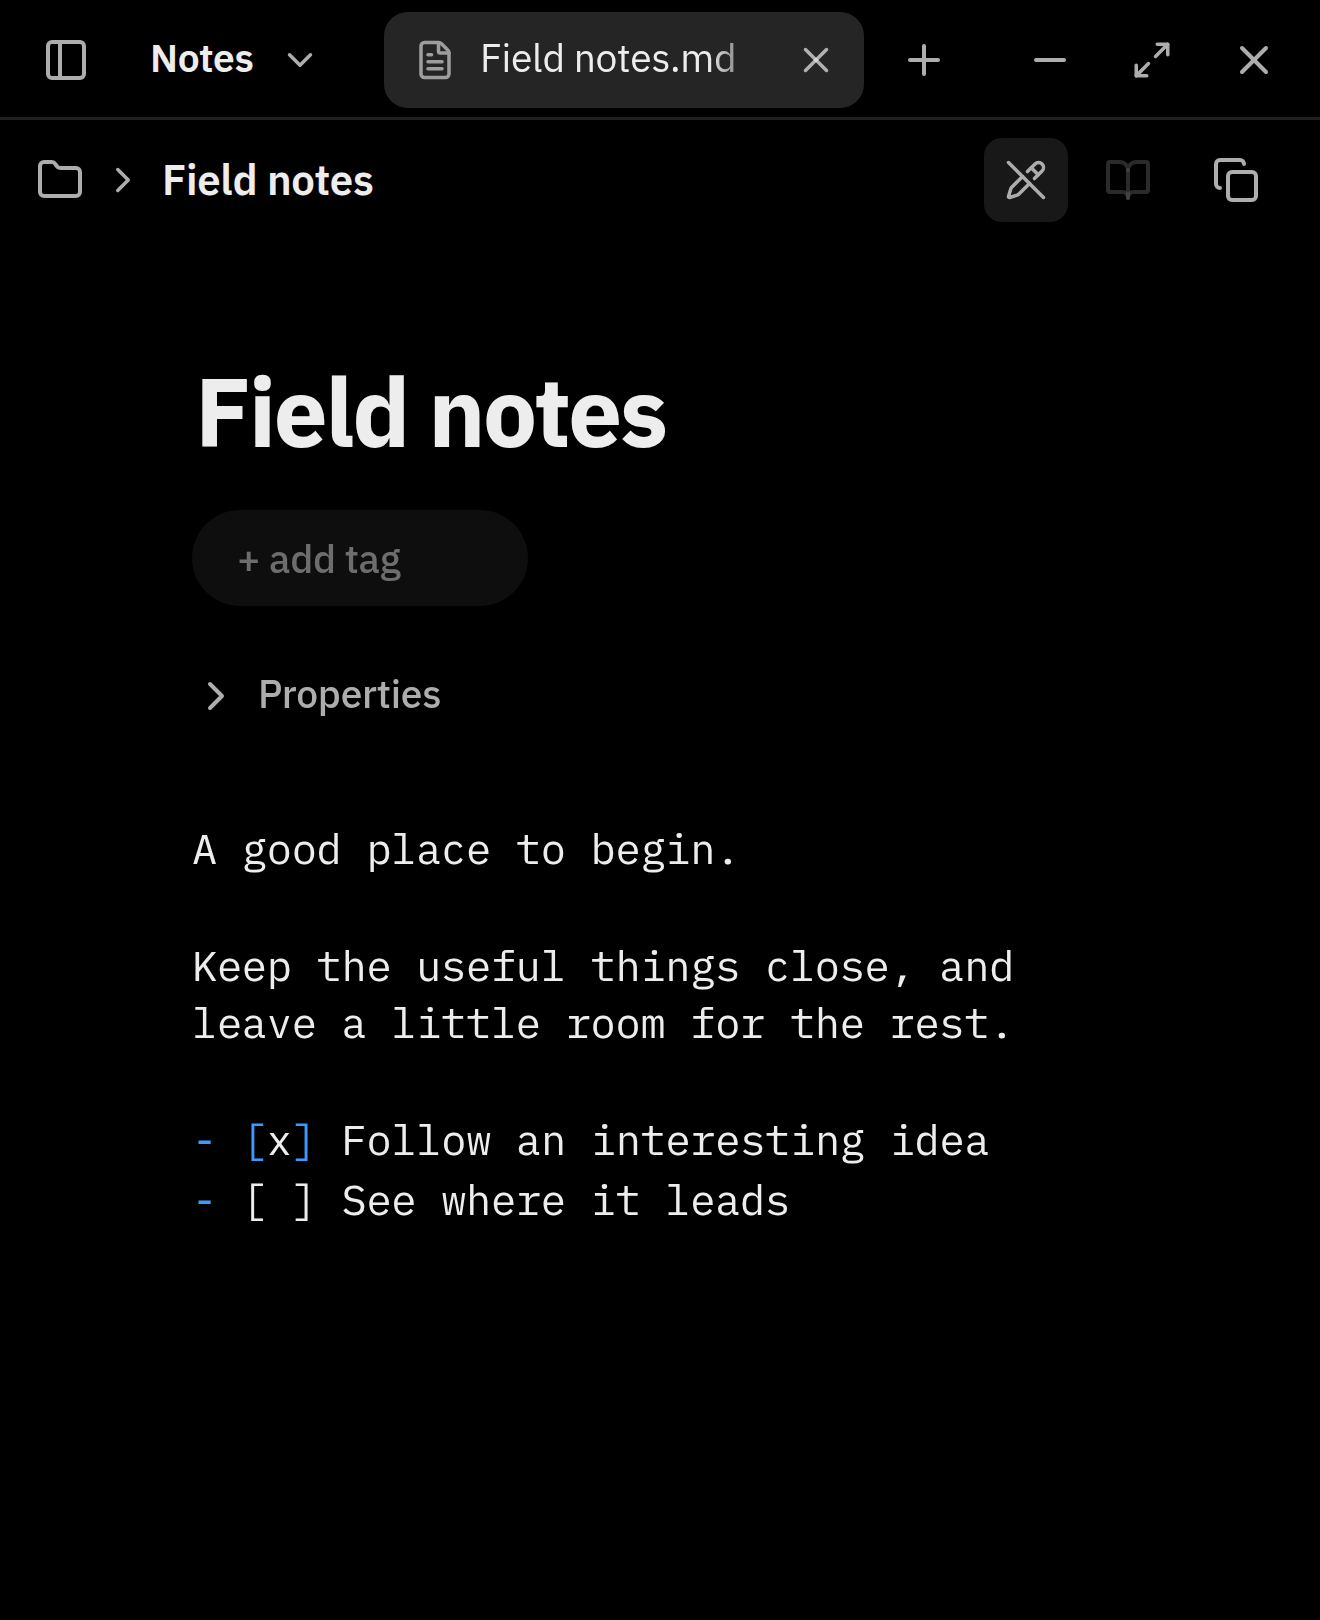 Notes
Field notes.md
Field notes
Field notes
+ add tag
Properties
A good place to begin.
Keep the useful things close, and
leave a little room for the rest.
- [x] Follow an interesting idea
- [ ] See where it leads